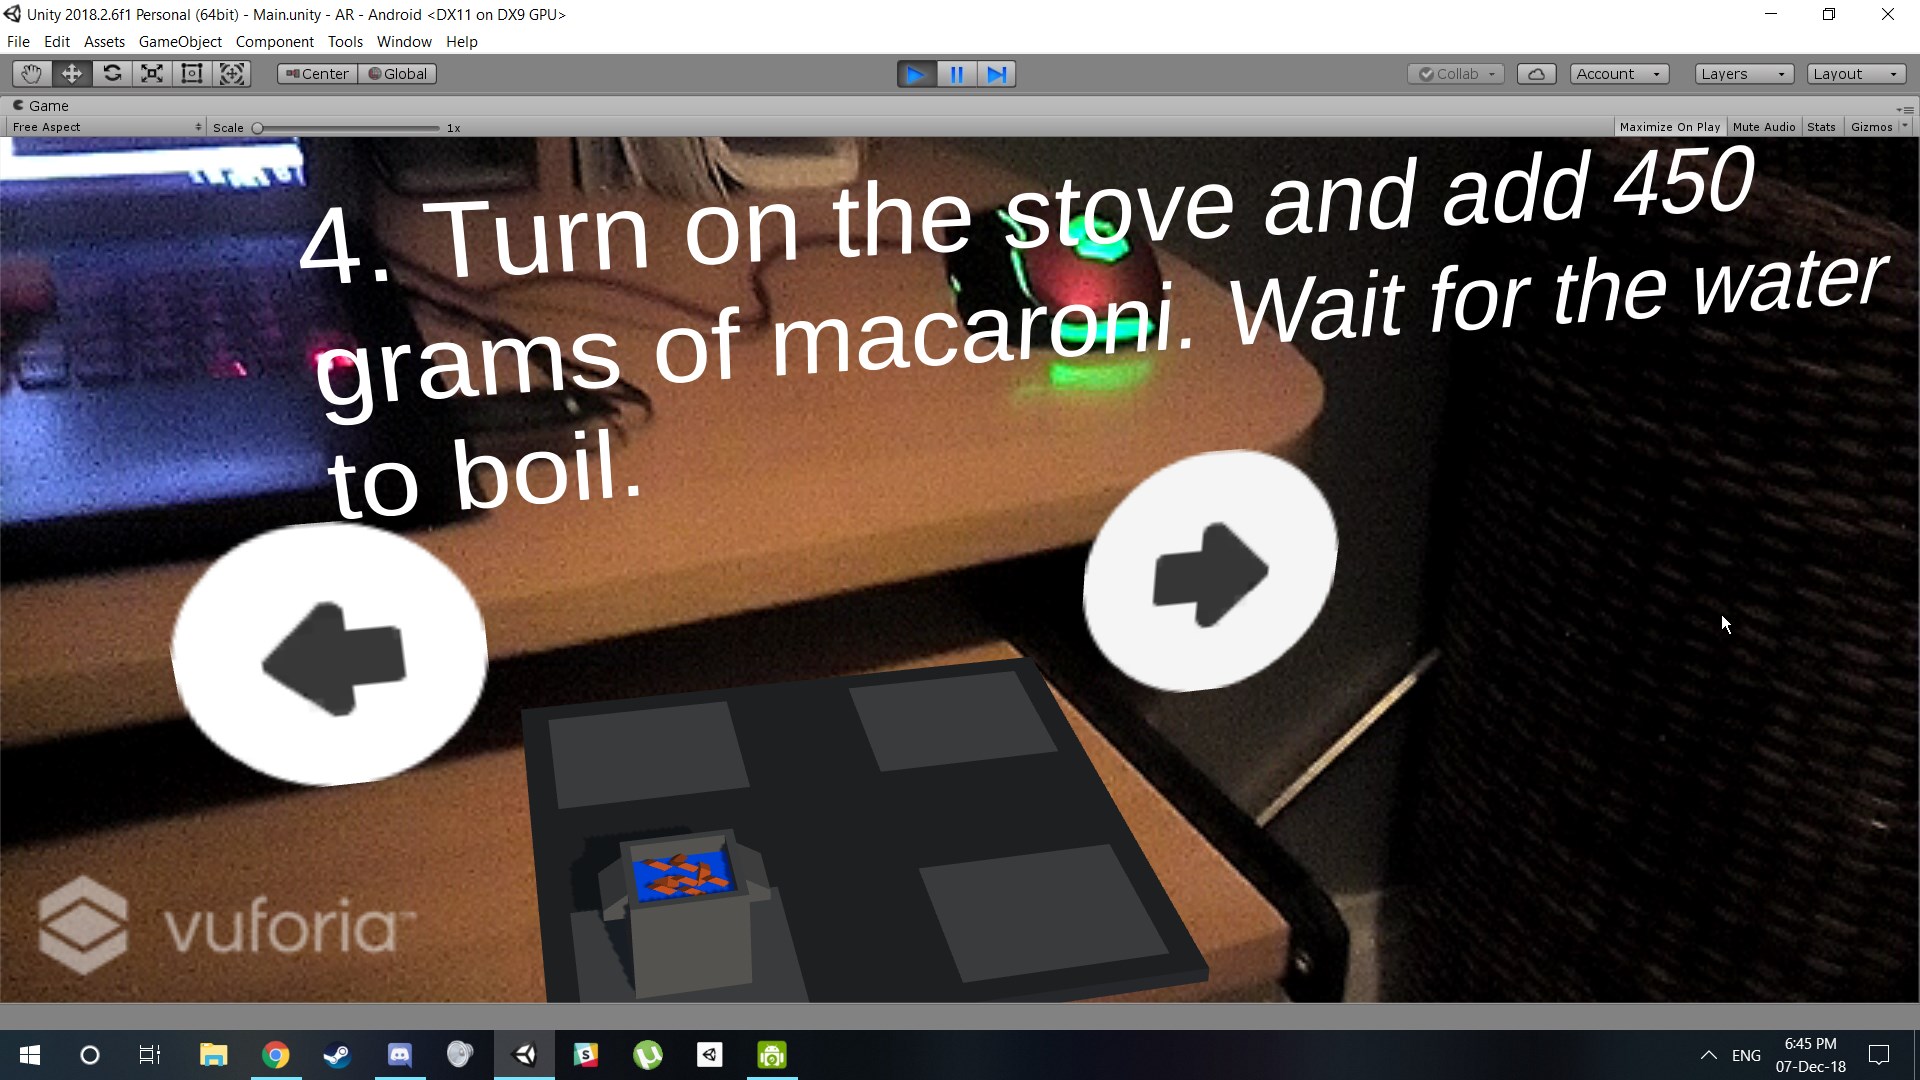 Unity 2018.2.6f1 Personal (64bit) - Main.unity - AR - Android <DX11 on DX9 GPU>
File Edit Assets GameObject Component Tools Window Help
Center Global Collab Account Layers Layout
Game
Free Aspect Scale 1x Maximize On Play Mute Audio Stats Gizmos
4. Turn on the stove and add 450
grams of macaroni. Wait for the water
to boil.
vuforia™
ENG 6:45 PM
07-Dec-18